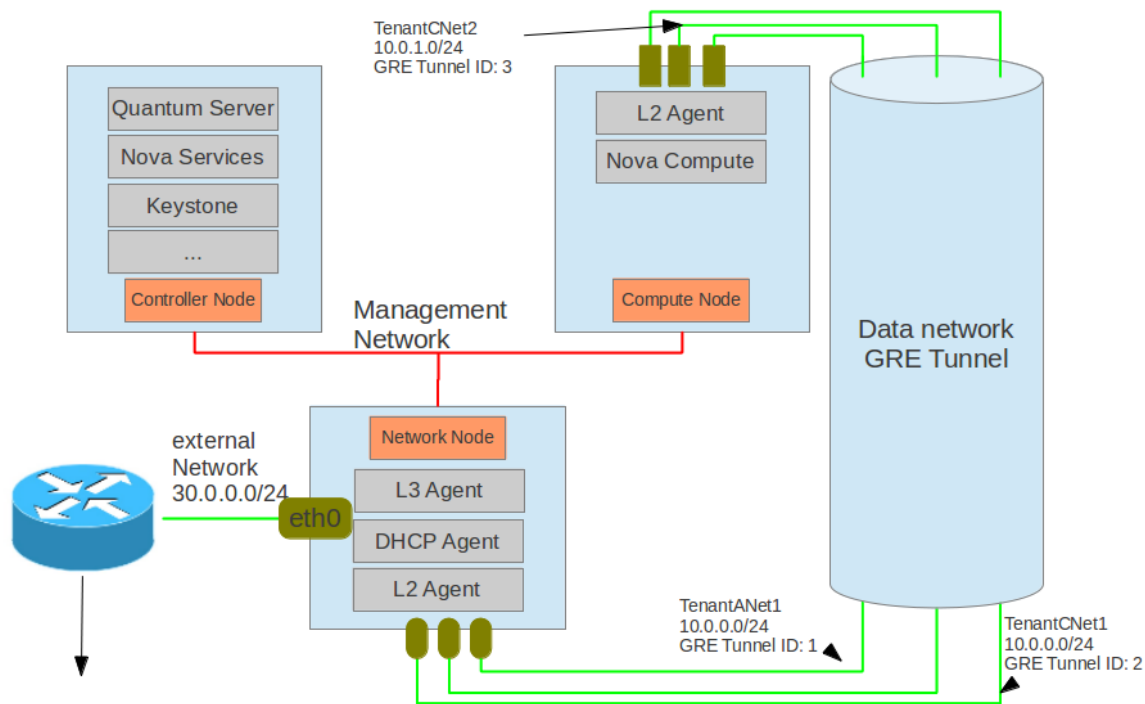 TenantCNet2
10.0.1.0/24
GRE Tunnel ID: 3
Quantum Server
Nova Services
Keystone
...
Controller Node
L2 Agent
Nova Compute
Compute Node
Management
Network
Data network
GRE Tunnel
Network Node
L3 Agent
DHCP Agent
L2 Agent
external
Network
30.0.0.0/24
eth0
TenantANet1
10.0.0.0/24
GRE Tunnel ID: 1
TenantCNet1
10.0.0.0/24
GRE Tunnel ID: 2